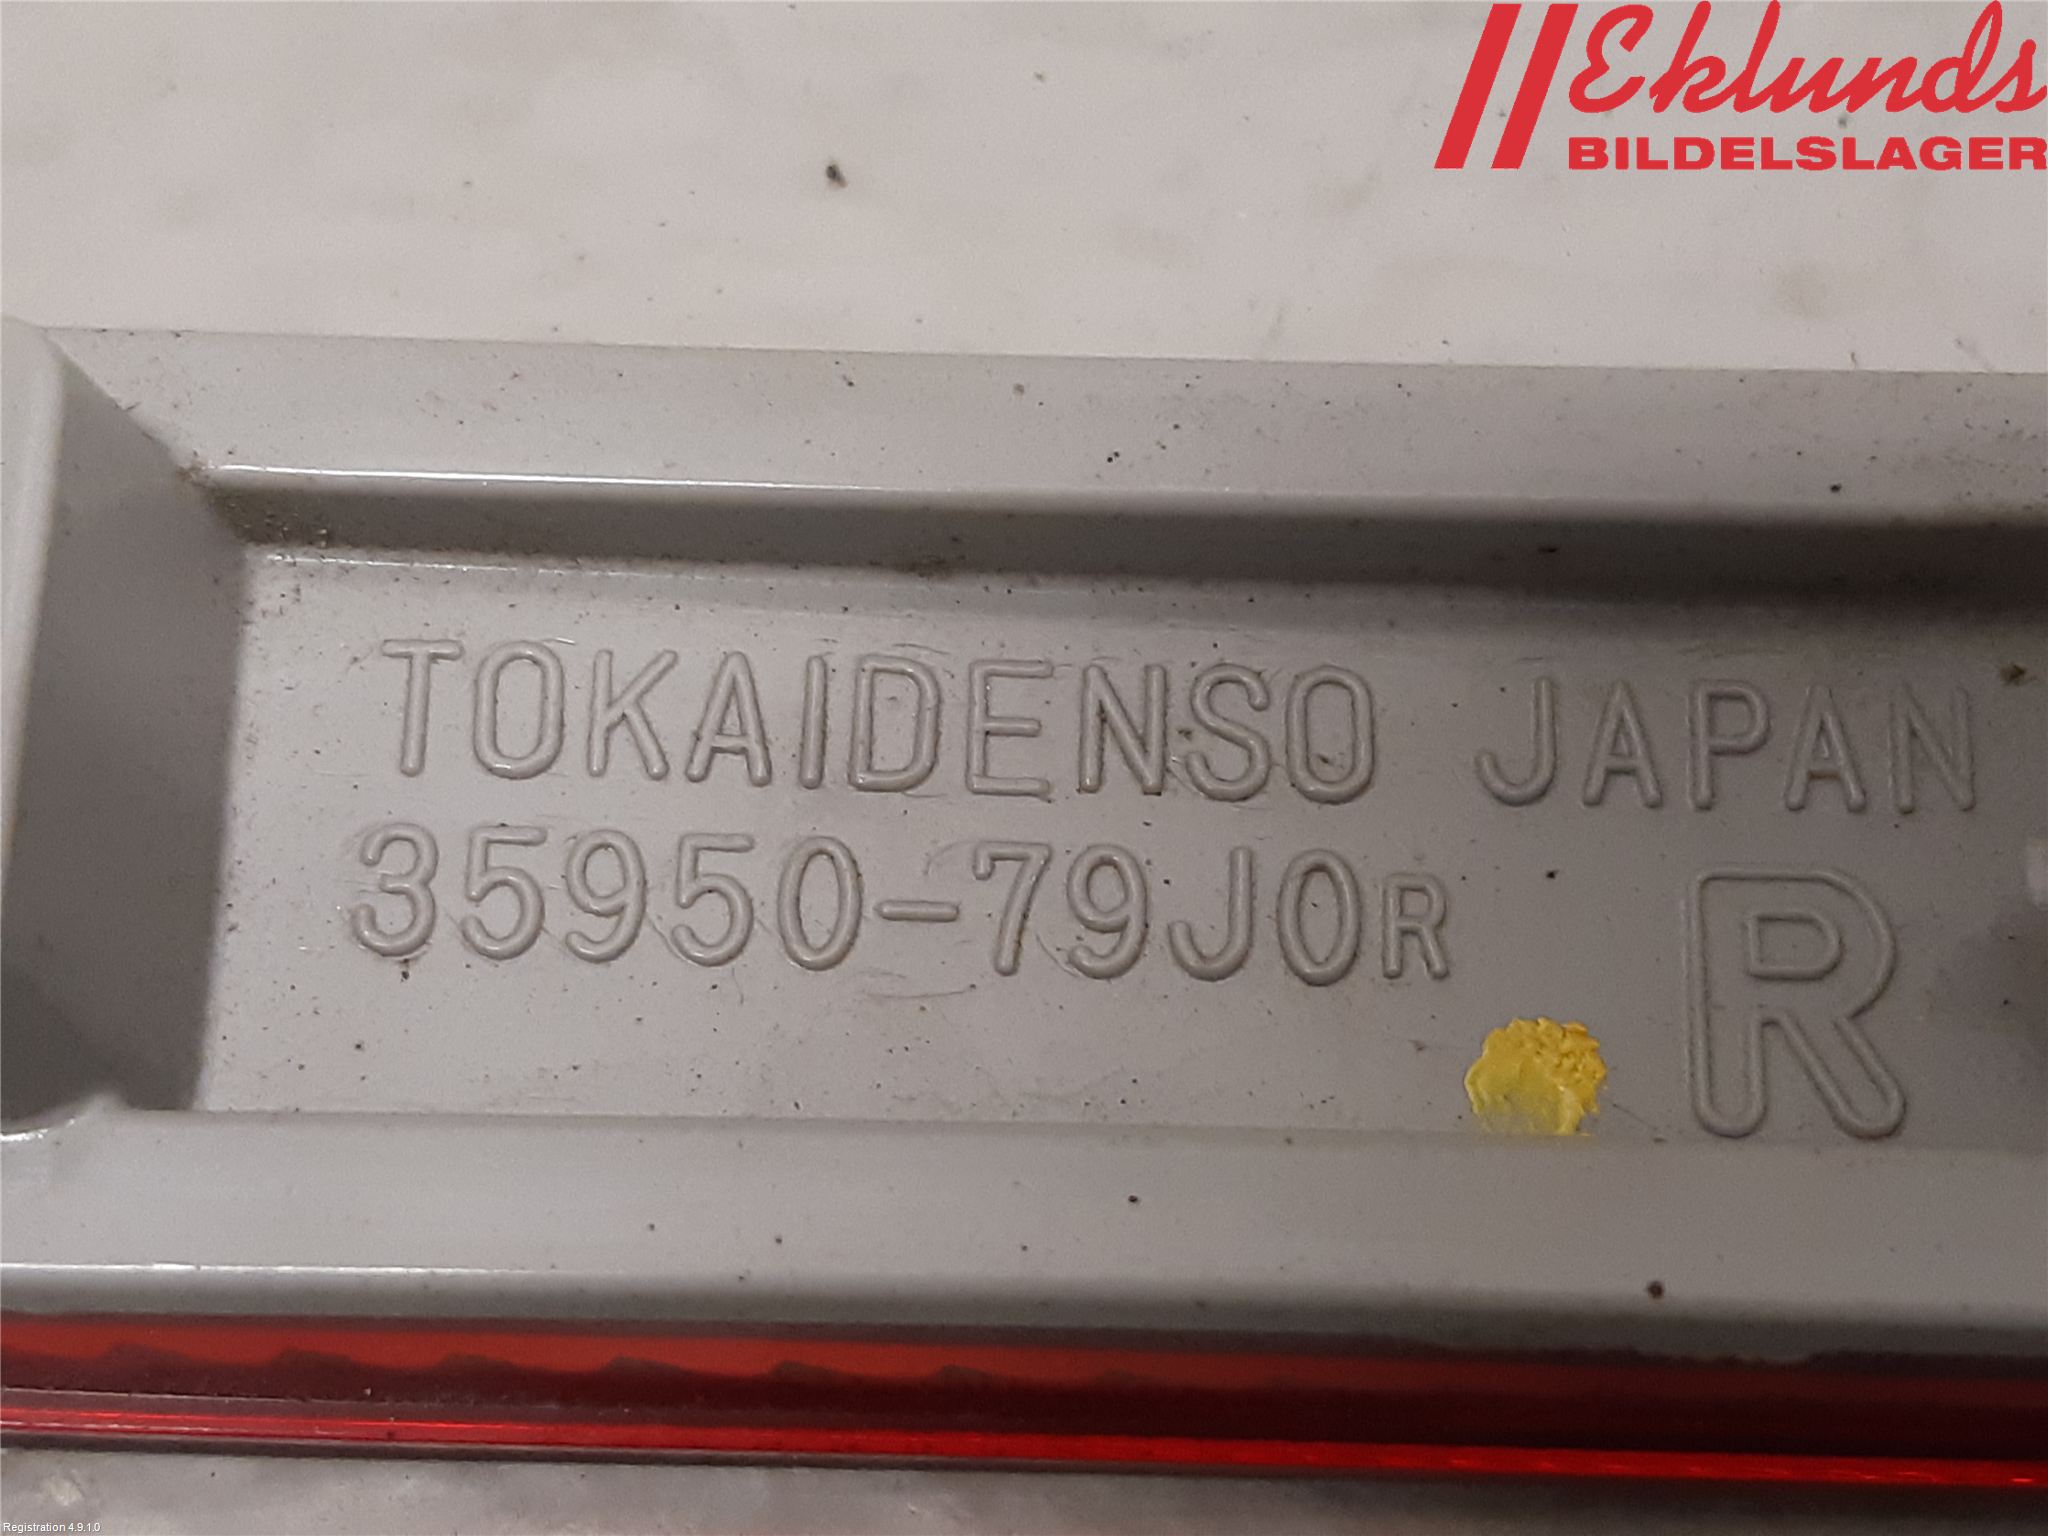 Eklunds
BILDELSLAGER
TOKAIDENSO JAPAN
35950-79J0R R
Registration 4.9.1.0